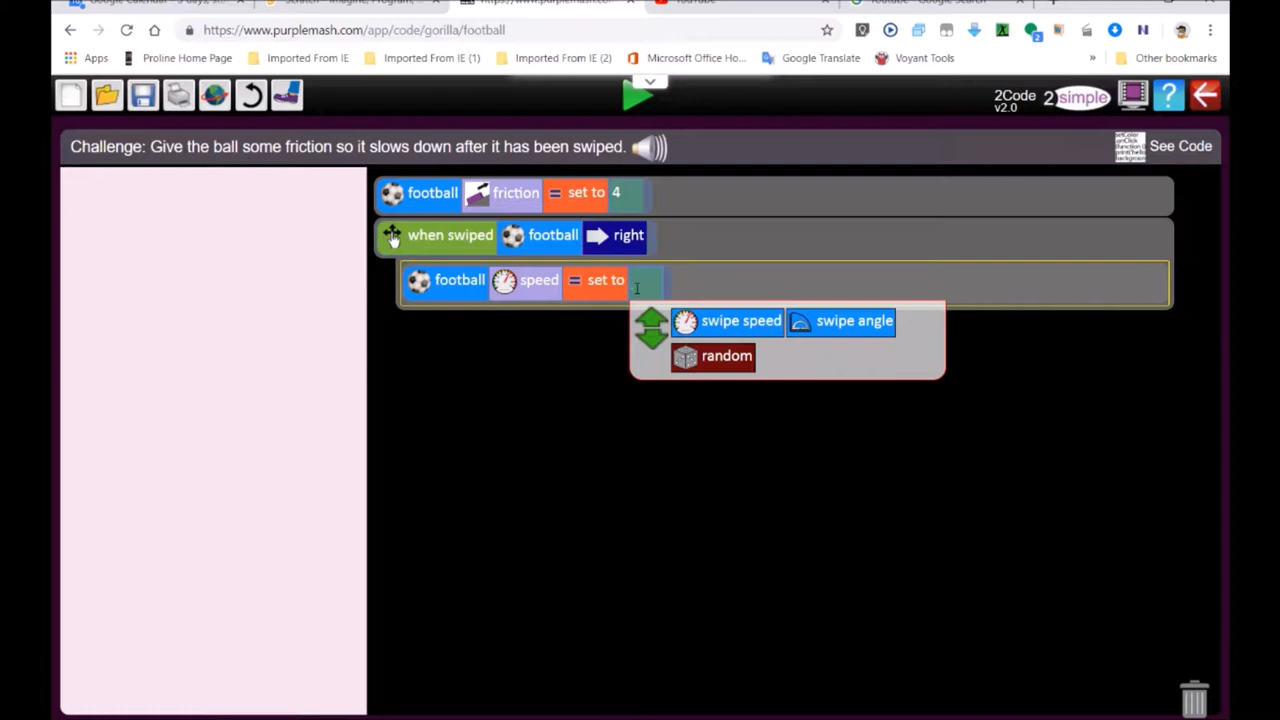 https://www.purplemash.com/app/code/gorilla/football
Apps Proline Home Page Imported From IE Imported From IE (1) Imported From IE (2) Microsoft Office Ho... Google Translate Voyant Tools » Other bookmarks
2Code
v2.0
2simple
Challenge: Give the ball some friction so it slows down after it has been swiped.
See Code
football friction = set to 4
when swiped football right
football speed = set to
swipe speed swipe angle
random